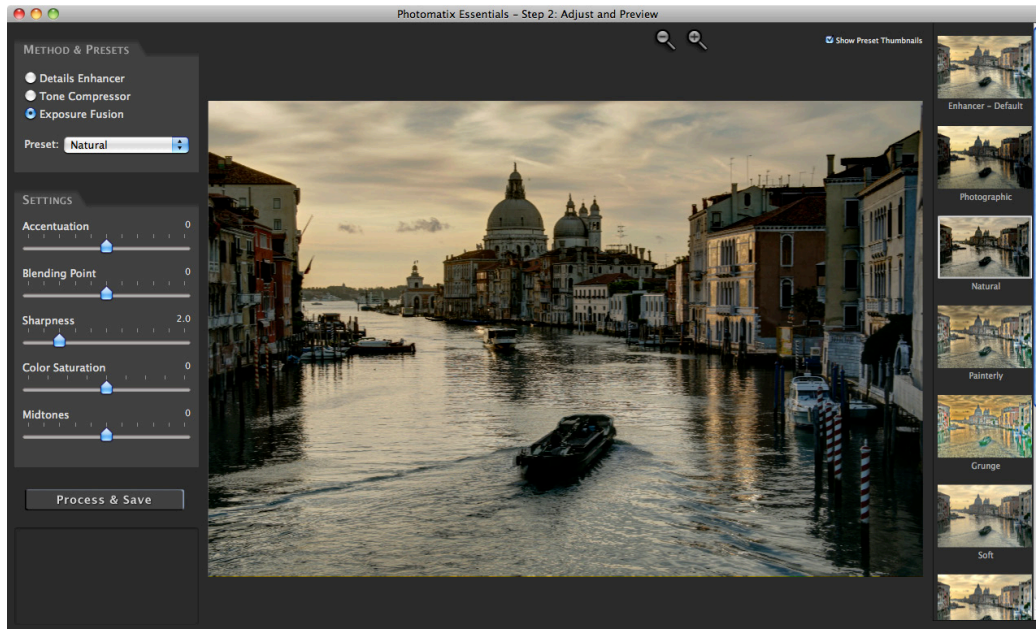 Photomatix Essentials – Step 2: Adjust and Preview
Method & Presets
Details Enhancer
Tone Compressor
Exposure Fusion
Preset: Natural
Settings
Accentuation 0
Blending Point 0
Sharpness 2.0
Color Saturation 0
Midtones 0
Process & Save
Show Preset Thumbnails
Enhancer – Default
Photographic
Natural
Painterly
Grunge
Soft